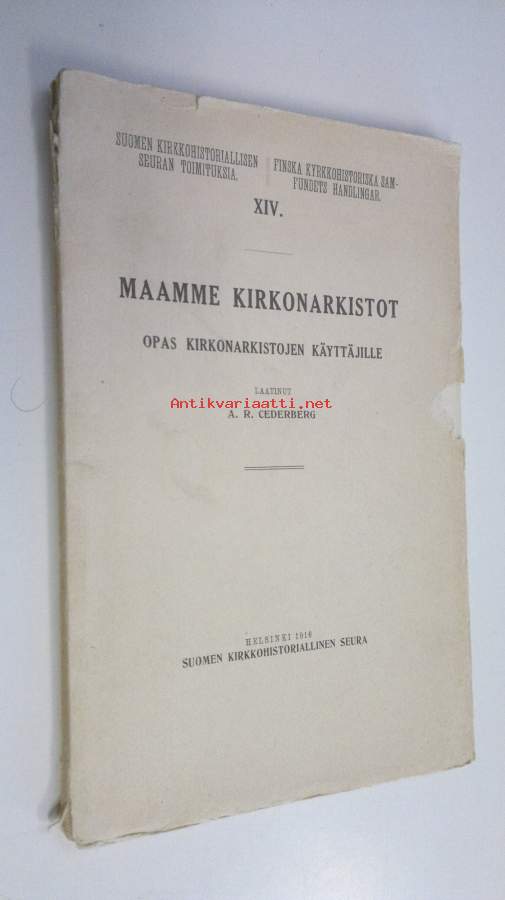 SUOMEN KIRKKOHISTORIALLISEN
SEURAN TOIMITUKSIA.
FINSKA KYRKKOHISTORISKA SAM-
FUNDETS HANDLINGAR.
XIV.
MAAMME KIRKONARKISTOT
OPAS KIRKONARKISTOJEN KÄYTTÄJILLE
LAATINUT
Antikvariaatti.net
A. R. CEDERBERG
HELSINKI 1916
SUOMEN KIRKKOHISTORIALLINEN SEURA